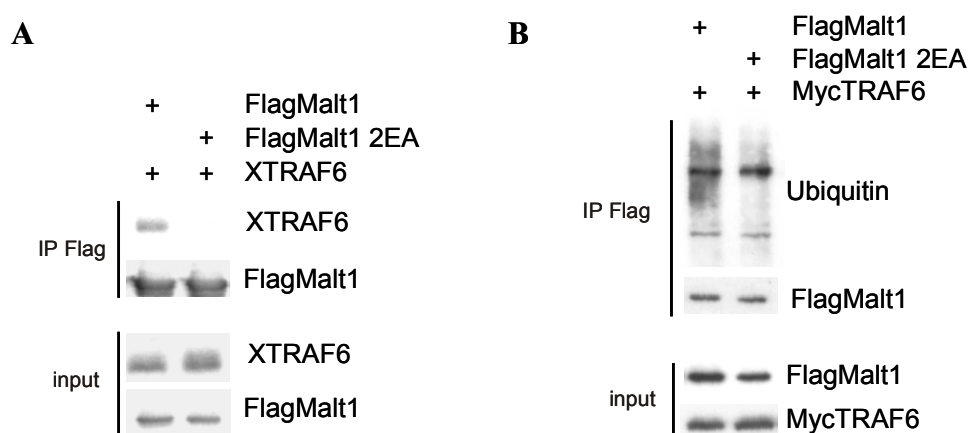 A
+ FlagMalt1
+ FlagMalt1 2EA
+ + XTRAF6
IP Flag
XTRAF6
FlagMalt1
input
XTRAF6
FlagMalt1
B
+ FlagMalt1
+ FlagMalt1 2EA
+ + MycTRAF6
IP Flag
Ubiquitin
FlagMalt1
input
FlagMalt1
MycTRAF6